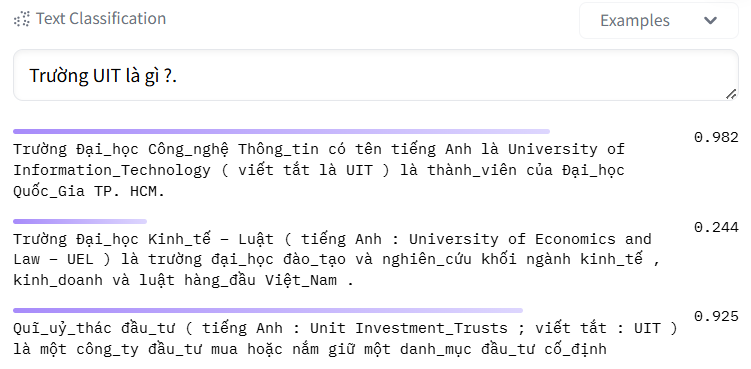 Text Classification
Examples
Trường UIT là gì ?.
0.982
Trường Đại_học Công_nghệ Thông_tin có tên tiếng Anh là University of
Information_Technology ( viết tắt là UIT ) là thành_viên của Đại_học
Quốc_Gia TP. HCM.
0.244
Trường Đại_học Kinh_tế – Luật ( tiếng Anh : University of Economics and
Law – UEL ) là trường đại_học đào_tạo và nghiên_cứu khối ngành kinh_tế ,
kinh_doanh và luật hàng_đầu Việt_Nam .
0.925
Quĩ_uỷ_thác đầu_tư ( tiếng Anh : Unit Investment_Trusts ; viết tắt : UIT )
là một công_ty đầu_tư mua hoặc nắm giữ một danh_mục đầu_tư cố_định